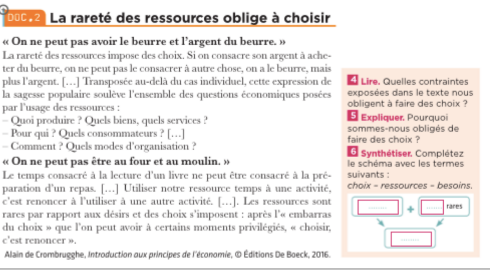 DOC.2 La rareté des ressources oblige à choisir
« On ne peut pas avoir le beurre et l'argent du beurre. »
La rareté des ressources impose des choix. Si on consacre son argent à ache-
ter du beurre, on ne peut pas le consacrer à autre chose, on a le beurre, mais
plus l'argent. […] Transposée au-delà du cas individuel, cette expression de
la sagesse populaire soulève l'ensemble des questions économiques posées
par l'usage des ressources :
– Quoi produire ? Quels biens, quels services ?
– Pour qui ? Quels consommateurs ? […]
– Comment ? Quels modes d'organisation ?
« On ne peut pas être au four et au moulin. »
Le temps consacré à la lecture d'un livre ne peut être consacré à la pré-
paration d'un repas. […] Utiliser notre ressource temps à une activité,
c'est renoncer à l'utiliser à une autre activité. […]. Les ressources sont
rares par rapport aux désirs et des choix s'imposent : après l'« embarras
du choix » que l'on peut avoir à certains moments privilégiés, « choisir,
c'est renoncer ».
Alain de Crombrugghe, Introduction aux principes de l'économie, © Éditions De Boeck, 2016.
4 Lire. Quelles contraintes
exposées dans le texte nous
obligent à faire des choix ?
5 Expliquer. Pourquoi
sommes-nous obligés de
faire des choix ?
6 Synthétiser. Complétez
le schéma avec les termes
suivants :
choix – ressources – besoins.
+ rares